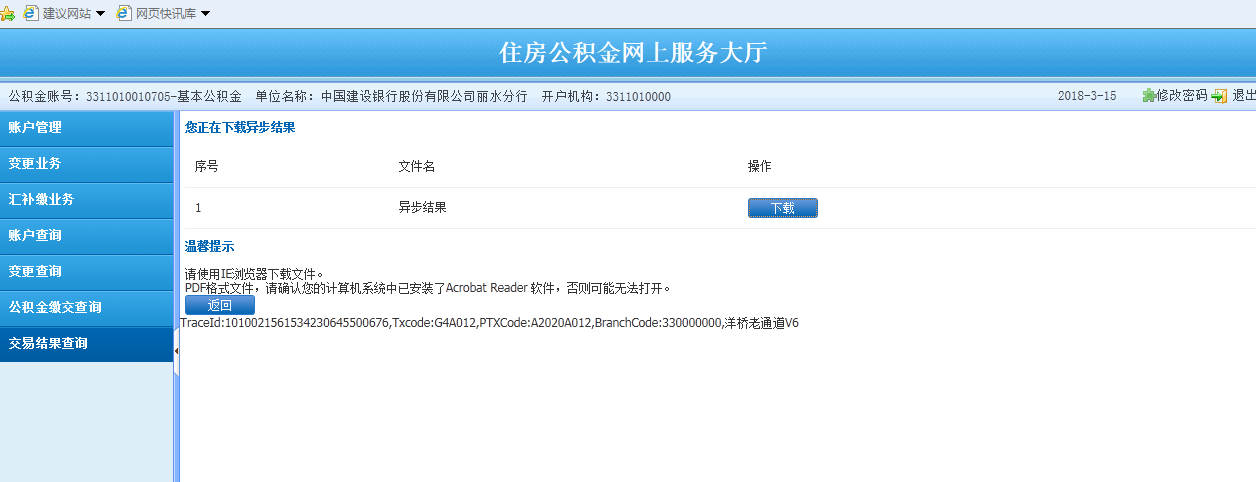 建议网站 网页快讯库
住房公积金网上服务大厅
公积金账号：3311010010705-基本公积金 单位名称：中国建设银行股份有限公司丽水分行 开户机构：3311010000 2018-3-15 修改密码 退出
账户管理
变更业务
汇补缴业务
账户查询
变更查询
公积金缴交查询
交易结果查询
您正在下载异步结果
序号 文件名 操作
1 异步结果 下载
温馨提示
请使用IE浏览器下载文件。
PDF格式文件，请确认您的计算机系统中已安装了Acrobat Reader 软件，否则可能无法打开。
返回
TraceId:1010021561534230645500676,Txcode:G4A012,PTXCode:A2020A012,BranchCode:330000000,洋桥老通道V6